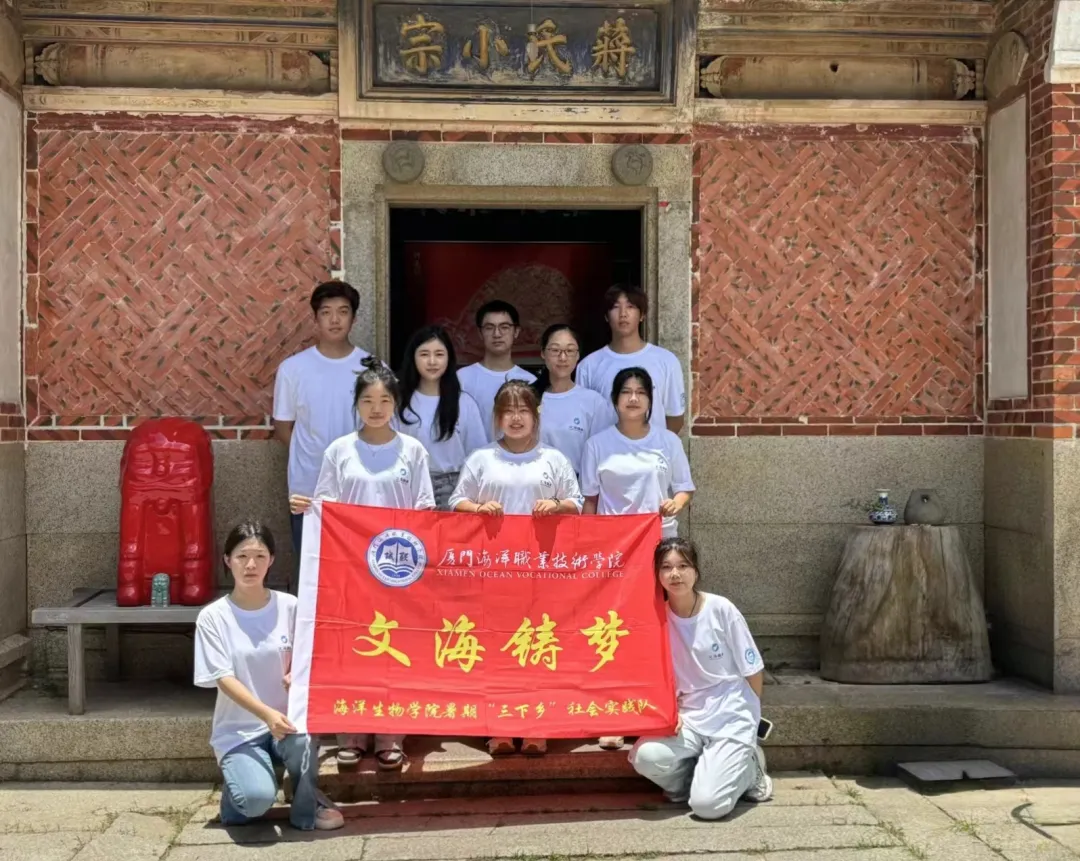 蔣氏小宗
厦門海洋職業技術學院
XIAMEN OCEAN VOCATIONAL COLLEGE
文海铸梦
海洋生物学院暑期“三下乡”社会实践队